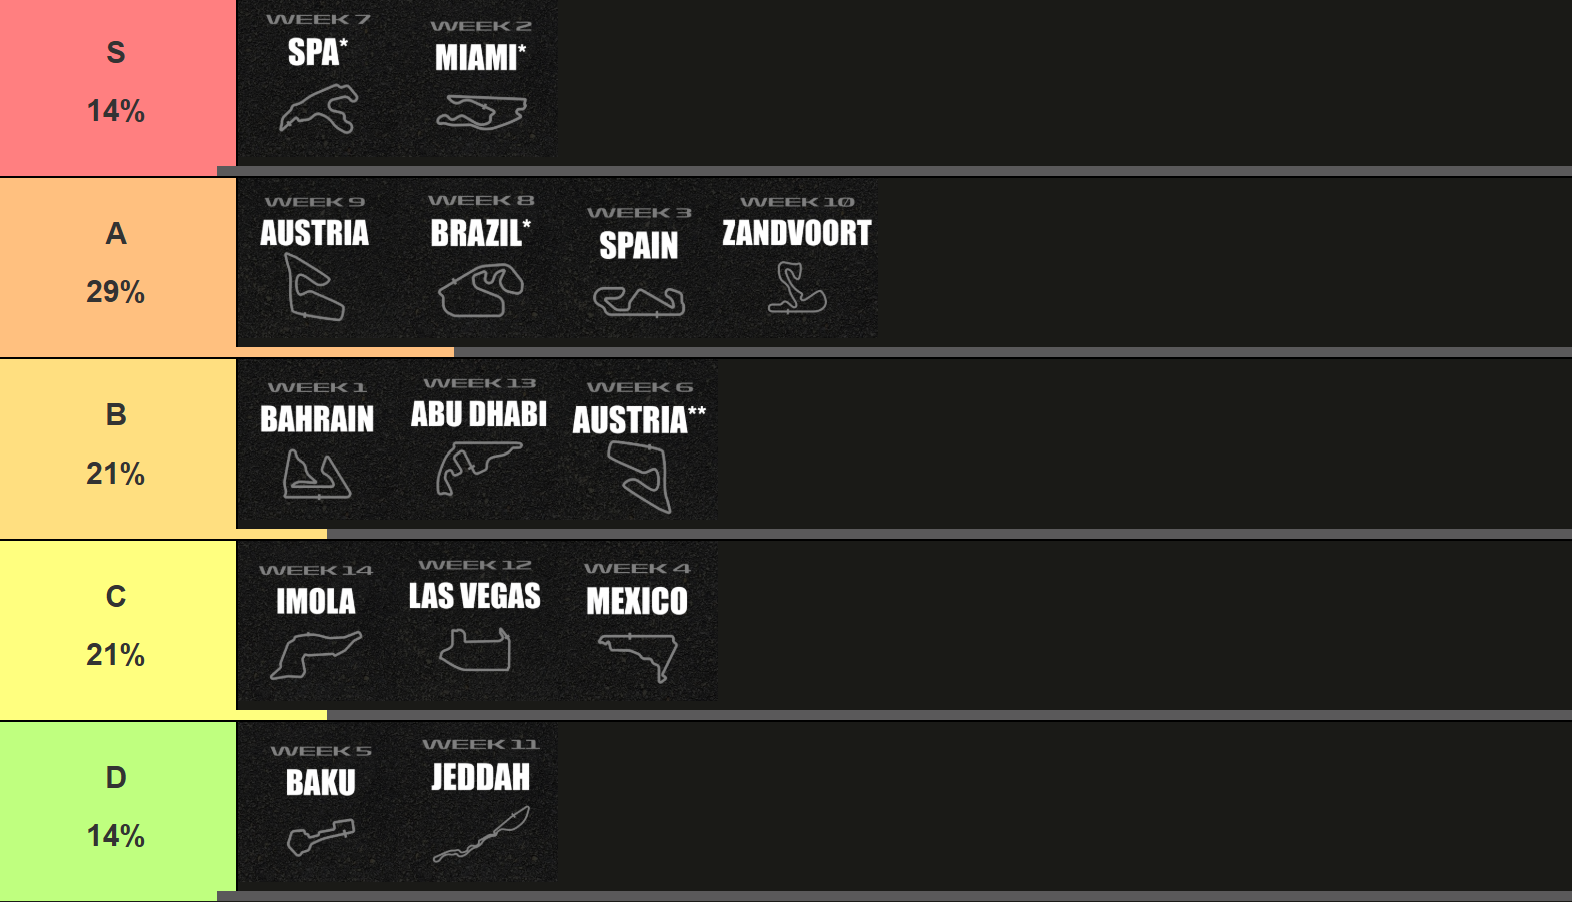 S
14%
WEEK 7
SPA*
WEEK 2
MIAMI*
A
29%
WEEK 9
AUSTRIA
WEEK 8
BRAZIL*
WEEK 3
SPAIN
WEEK 10
ZANDVOORT
B
21%
WEEK 1
BAHRAIN
WEEK 13
ABU DHABI
WEEK 6
AUSTRIA**
C
21%
WEEK 14
IMOLA
WEEK 12
LAS VEGAS
WEEK 4
MEXICO
D
14%
WEEK 5
BAKU
WEEK 11
JEDDAH